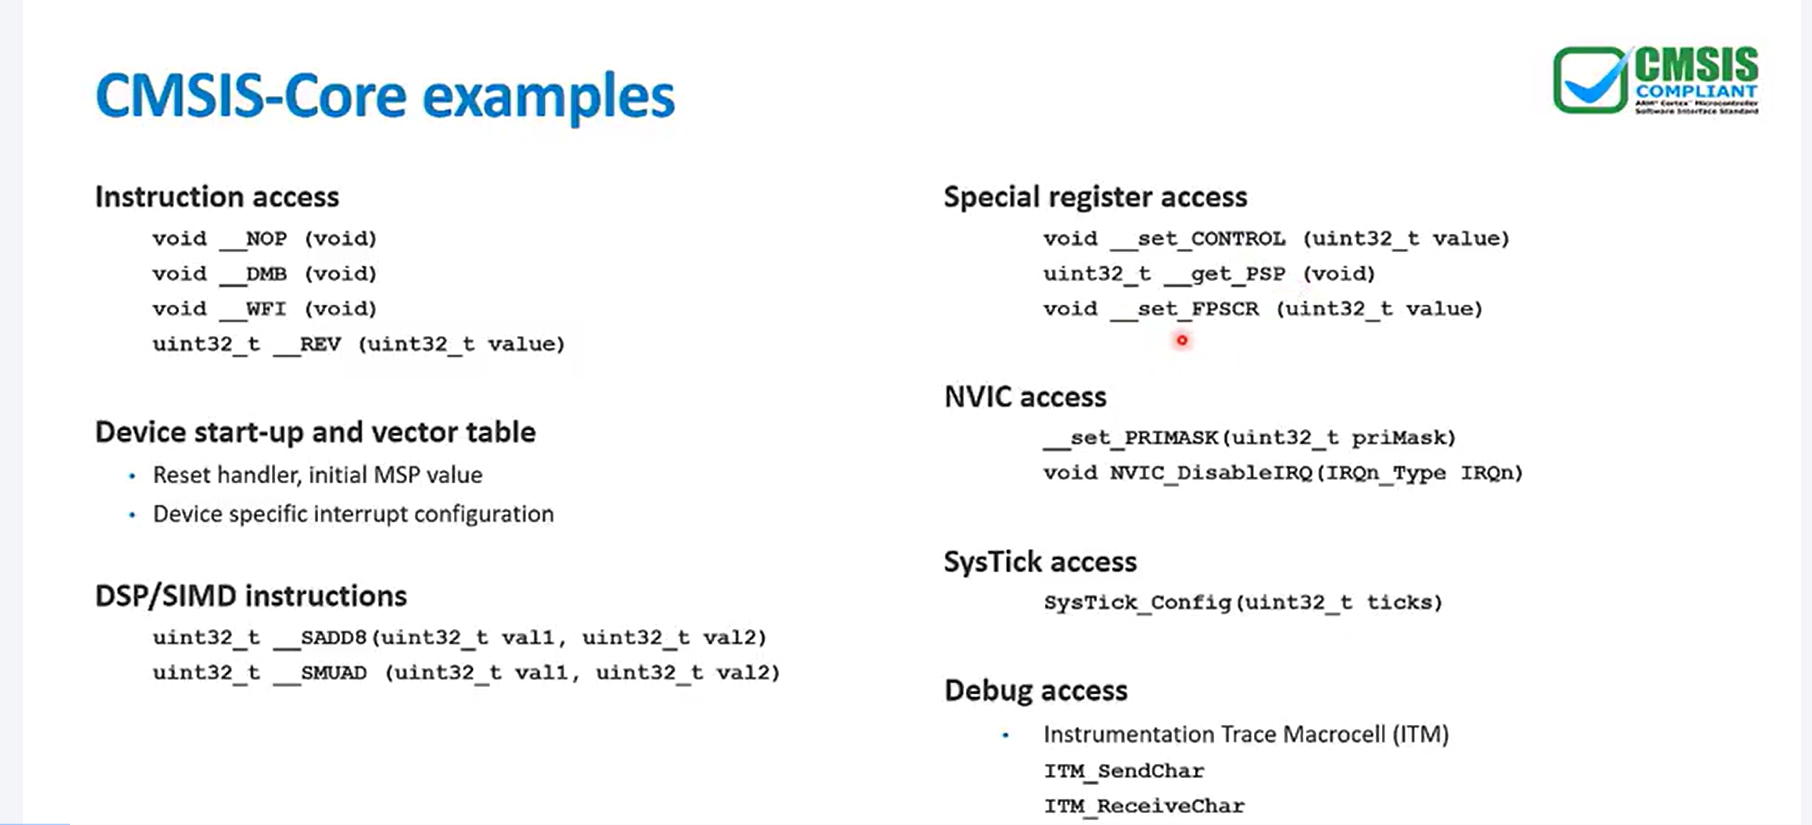 CMSIS-Core examples
CMSIS
COMPLIANT
ARM® Cortex™ Microcontroller
Software Interface Standard
Instruction access
void __NOP (void)
void __DMB (void)
void __WFI (void)
uint32_t __REV (uint32_t value)
Device start-up and vector table
• Reset handler, initial MSP value
• Device specific interrupt configuration
DSP/SIMD instructions
uint32_t __SADD8(uint32_t val1, uint32_t val2)
uint32_t __SMUAD (uint32_t val1, uint32_t val2)
Special register access
void __set_CONTROL (uint32_t value)
uint32_t __get_PSP (void)
void __set_FPSCR (uint32_t value)
NVIC access
__set_PRIMASK(uint32_t priMask)
void NVIC_DisableIRQ(IRQn_Type IRQn)
SysTick access
SysTick_Config(uint32_t ticks)
Debug access
• Instrumentation Trace Macrocell (ITM)
ITM_SendChar
ITM_ReceiveChar